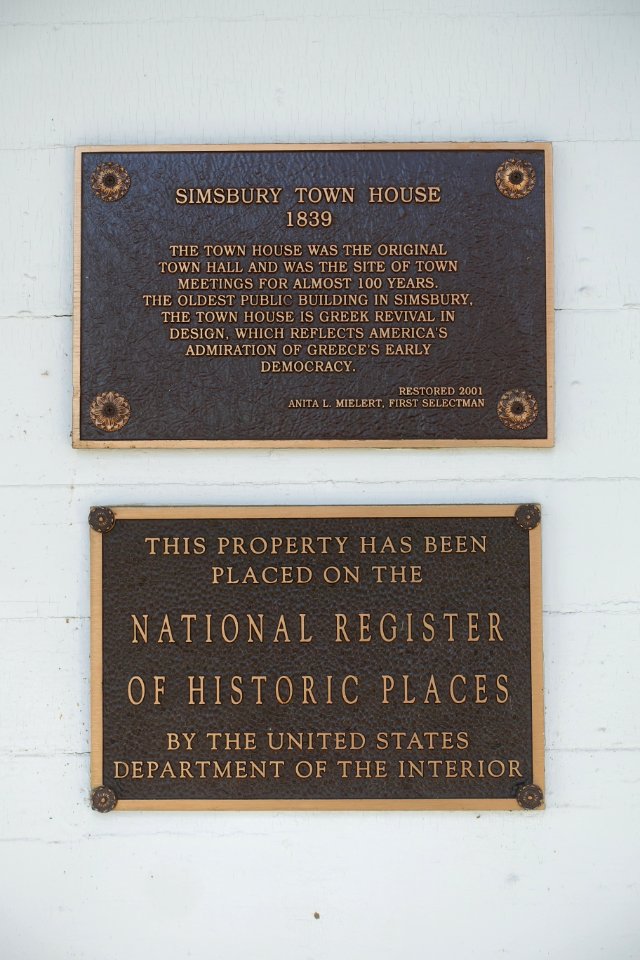 SIMSBURY TOWN HOUSE
1839
THE TOWN HOUSE WAS THE ORIGINAL
TOWN HALL AND WAS THE SITE OF TOWN
MEETINGS FOR ALMOST 100 YEARS.
THE OLDEST PUBLIC BUILDING IN SIMSBURY,
THE TOWN HOUSE IS GREEK REVIVAL IN
DESIGN, WHICH REFLECTS AMERICA'S
ADMIRATION OF GREECE'S EARLY
DEMOCRACY.
RESTORED 2001
ANITA L. MIELERT, FIRST SELECTMAN
THIS PROPERTY HAS BEEN
PLACED ON THE
NATIONAL REGISTER
OF HISTORIC PLACES
BY THE UNITED STATES
DEPARTMENT OF THE INTERIOR